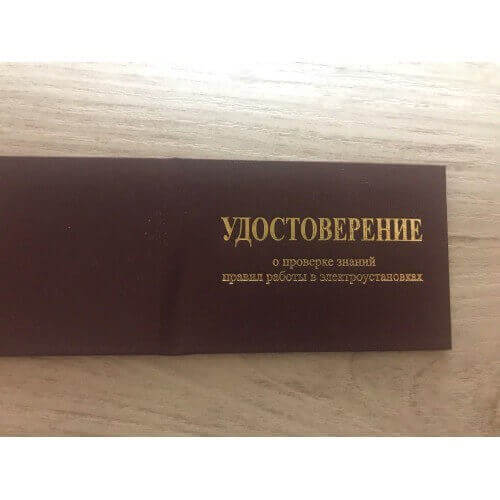 УДОСТОВЕРЕНИЕ
о проверке знаний
правил работы в электроустановках